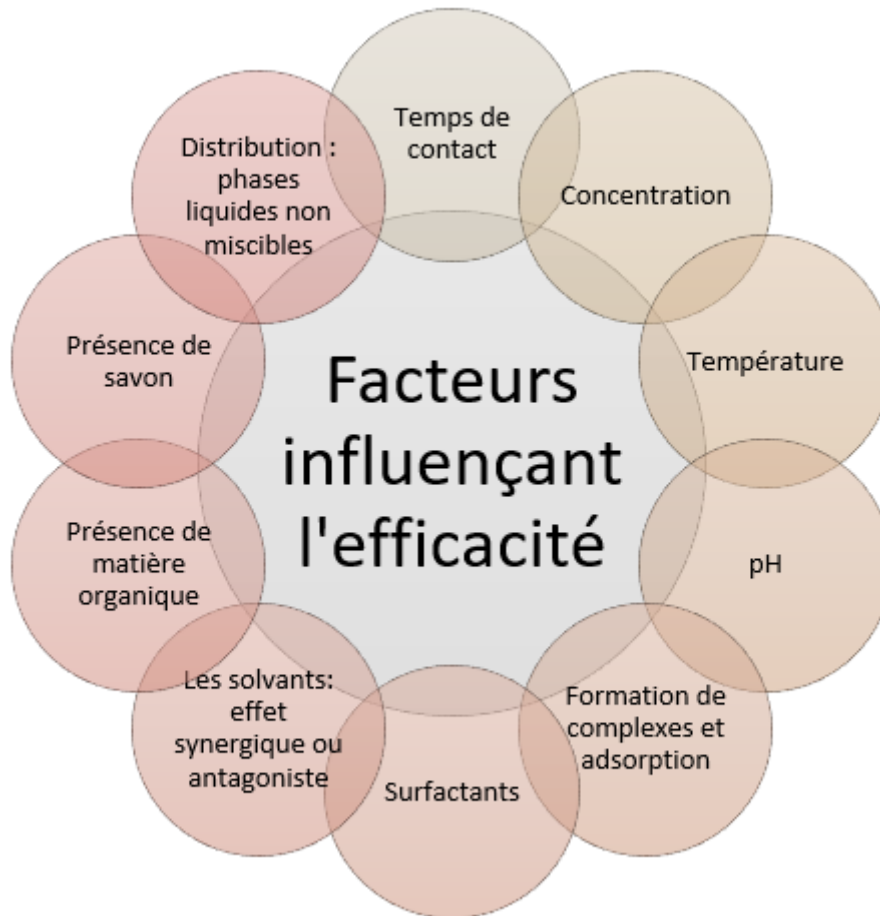 Temps de
contact
Concentration
Température
pH
Formation de
complexes et
adsorption
Surfactants
Les solvants:
effet
synergique ou
antagoniste
Présence de
matière
organique
Présence de
savon
Distribution :
phases
liquides non
miscibles
Facteurs
influençant
l'efficacité